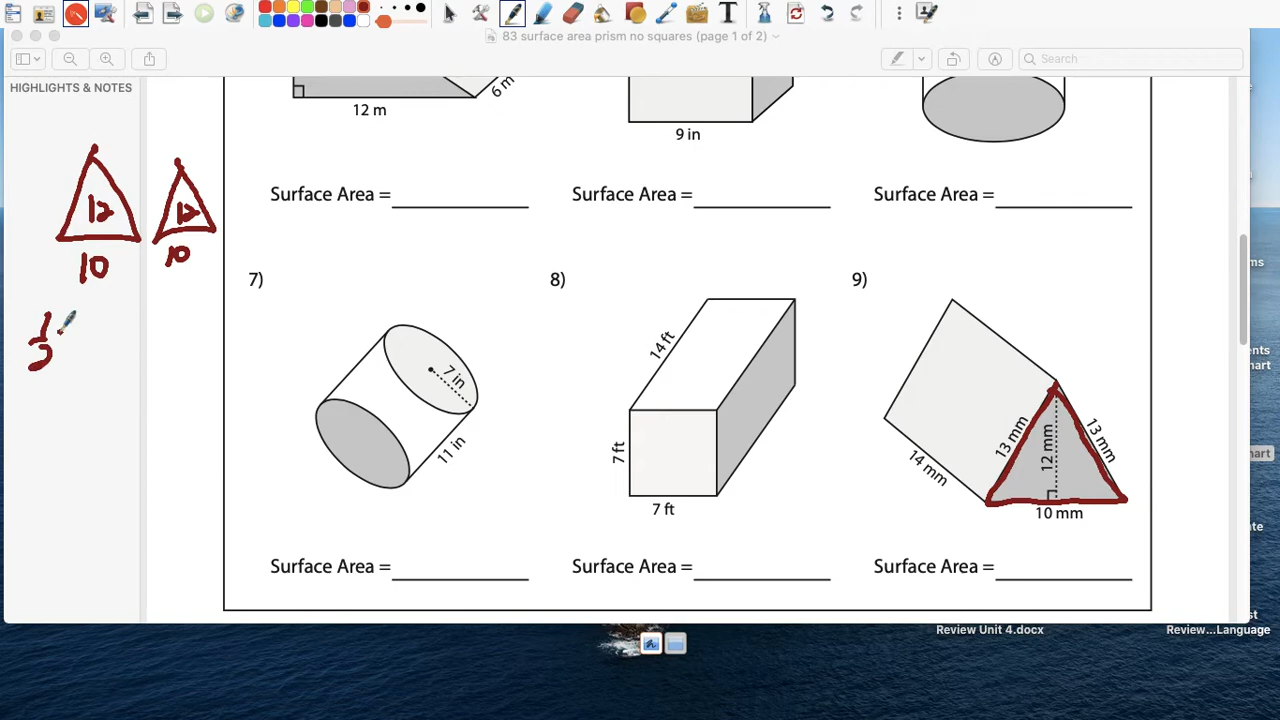 83 surface area prism no squares (page 1 of 2)
Search
HIGHLIGHTS & NOTES
12 m
6 m
9 in
Surface Area =
Surface Area =
Surface Area =
12
10
12
10
7)
8)
9)
7 in
11 in
14 ft
7 ft
7 ft
13 mm
12 mm
13 mm
14 mm
10 mm
Surface Area =
Surface Area =
Surface Area =
Review Unit 4.docx
Review...Language